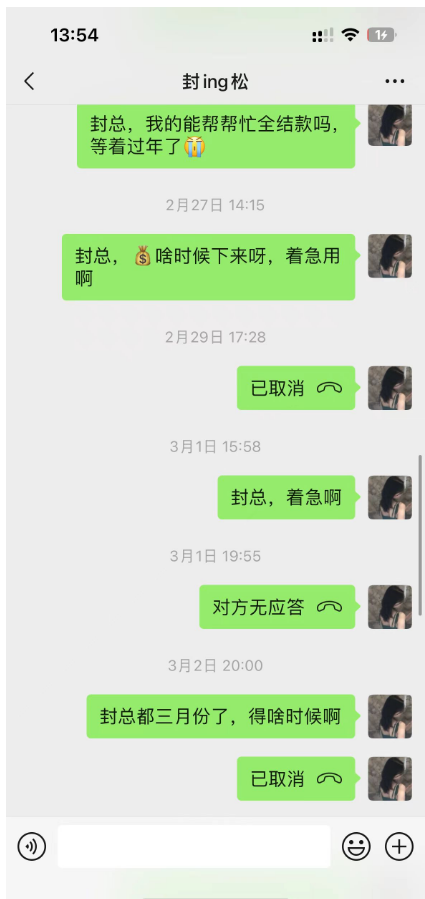 13:54
封ing松
封总，我的能帮帮忙全结款吗，
等着过年了😭
2月27日 14:15
封总，💰啥时候下来呀，着急用
啊
2月29日 17:28
已取消
3月1日 15:58
封总，着急啊
3月1日 19:55
对方无应答
3月2日 20:00
封总都三月份了，得啥时候啊
已取消